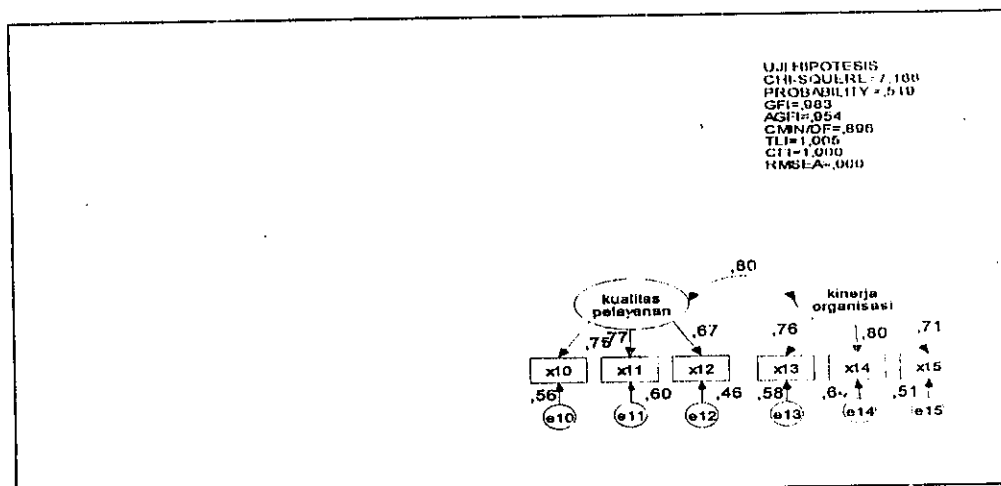 UJI HIPOTESIS
CHI-SQUERE=7,166
PROBABILITY =,519
GFI=,983
AGFI=,954
CMIN/DF=,896
TLI=1,005
CFI=1,000
RMSEA=,000
,80
kualitas
pelayanan
kinerja
organisasi
,75 ,77 ,67 ,76 ,80 ,71
x10 x11 x12 x13 x14 x15
,56 ,60 ,46 ,58 ,51
e10 e11 e12 e13 e14 e15